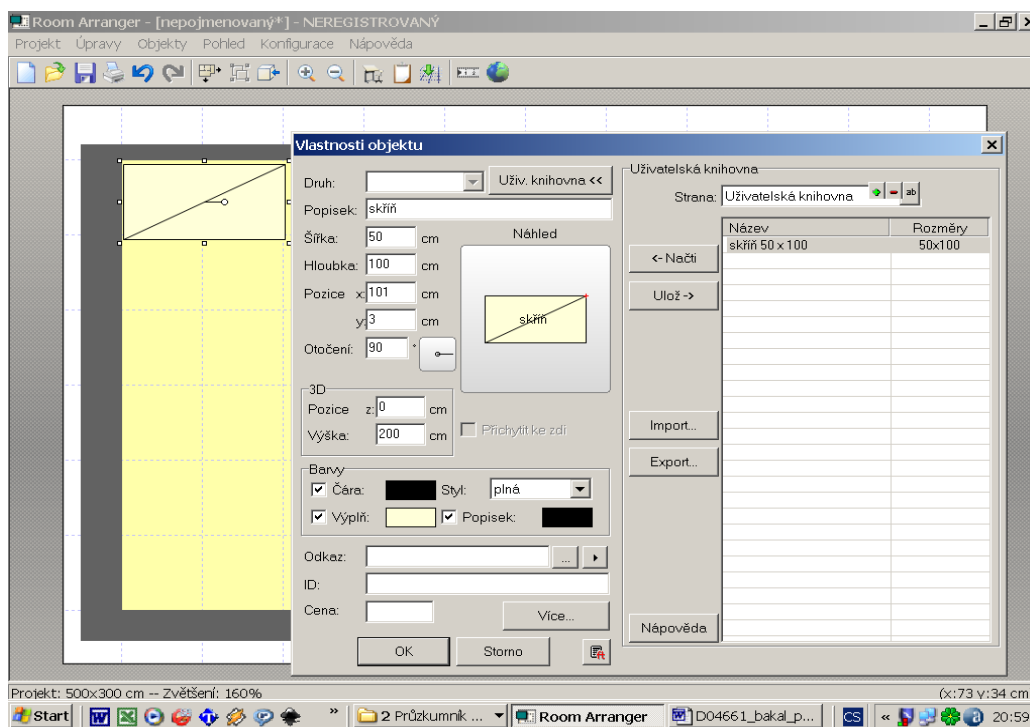 Room Arranger - [nepojmenovaný*] - NEREGISTROVANÝ
Projekt Úpravy Objekty Pohled Konfigurace Nápověda
Vlastnosti objektu
Druh:
Uživ. knihovna <<
Popisek: skříň
Šířka: 50 cm
Náhled
Hloubka: 100 cm
Pozice x: 101 cm
y: 3 cm
skříň
Otočení: 90 °
3D
Pozice z: 0 cm
Výška: 200 cm
Přichytit ke zdi
Barvy
Čára: Styl: plná
Výplň: Popisek:
Odkaz: ...
ID:
Cena:
Více...
OK Storno
Uživatelská knihovna
Strana: Uživatelská knihovna ab
Název Rozměry
skříň 50 x 100 50x100
<- Načti
Ulož ->
Import...
Export...
Nápověda
Projekt: 500x300 cm -- Zvětšení: 160% (x:73 y:34 cm
Start » 2 Průzkumník ... Room Arranger D04661_bakal_p... CS « 20:59